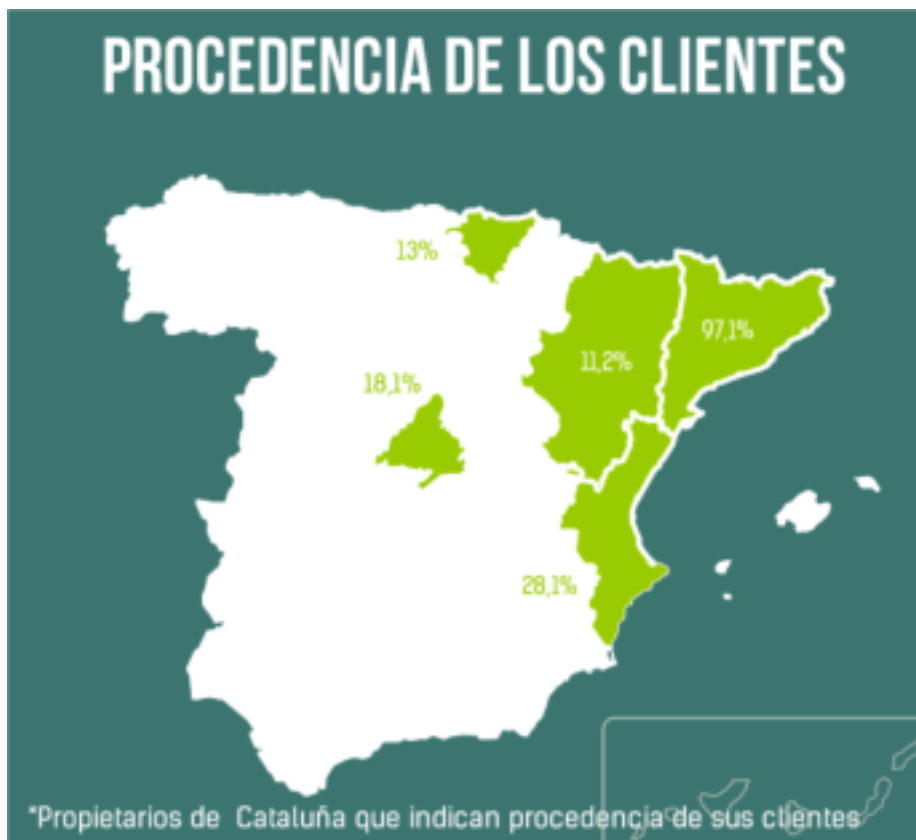 PROCEDENCIA DE LOS CLIENTES
13%
97,1%
11,2%
18,1%
28,1%
*Propietarios de Cataluña que indican procedencia de sus clientes